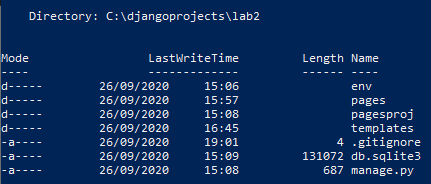 Directory: C:\djangoprojects\lab2
Mode LastWriteTime Length Name
---- ------------- ------ ----
d----- 26/09/2020 15:06 env
d----- 26/09/2020 15:57 pages
d----- 26/09/2020 15:08 pagesproj
d----- 26/09/2020 16:45 templates
-a---- 26/09/2020 19:01 4 .gitignore
-a---- 26/09/2020 15:09 131072 db.sqlite3
-a---- 26/09/2020 15:08 687 manage.py